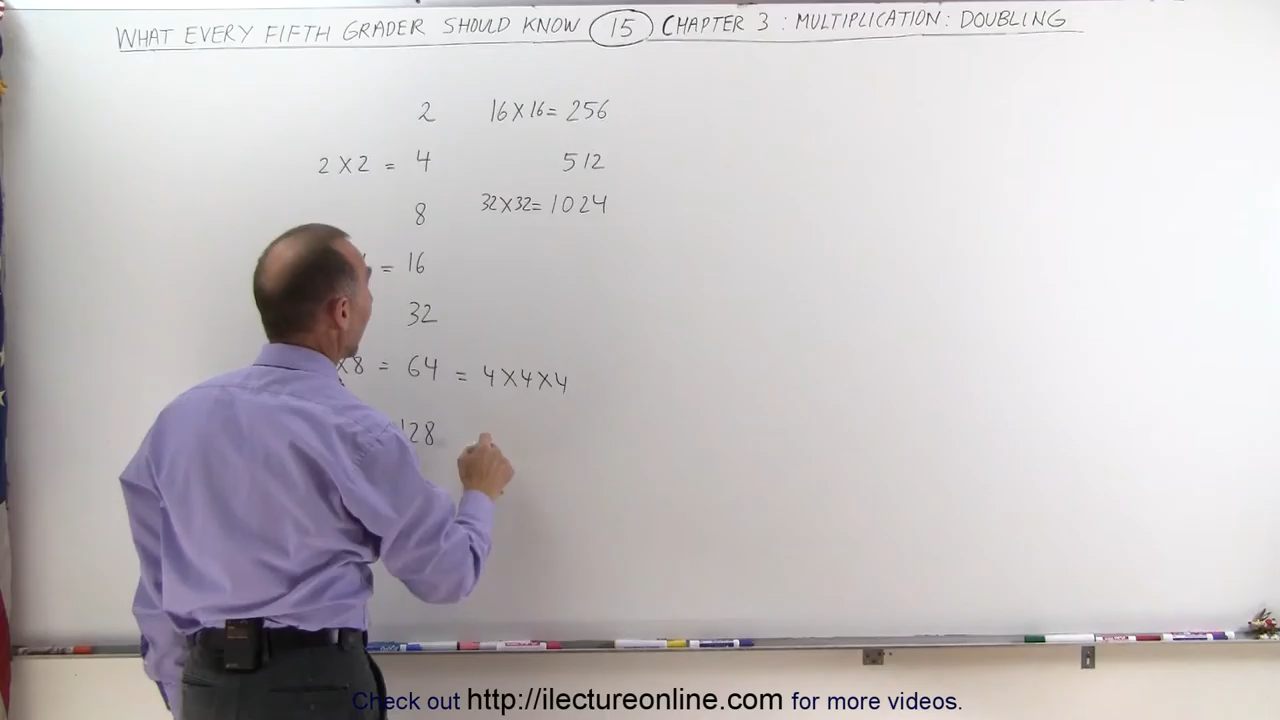 WHAT EVERY FIFTH GRADER SHOULD KNOW 15 CHAPTER 3 : MULTIPLICATION: DOUBLING
2
2 X 2 = 4
8
= 16
32
X 8 = 64 = 4 X 4 X 4
128
16 X 16 = 256
512
32 X 32 = 1024
Check out http://ilectureonline.com for more videos.